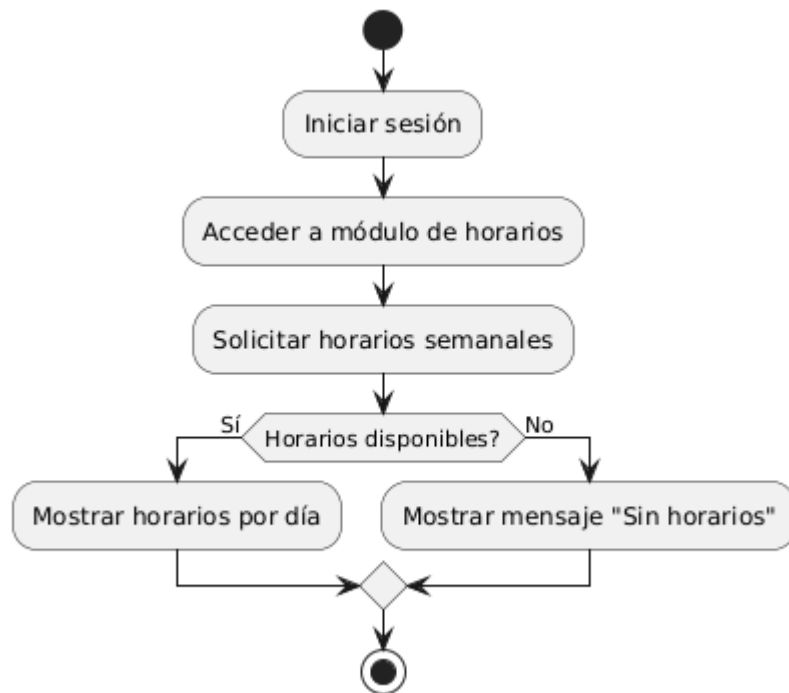 Iniciar sesión
Acceder a módulo de horarios
Solicitar horarios semanales
Sí
Horarios disponibles?
No
Mostrar horarios por día
Mostrar mensaje "Sin horarios"